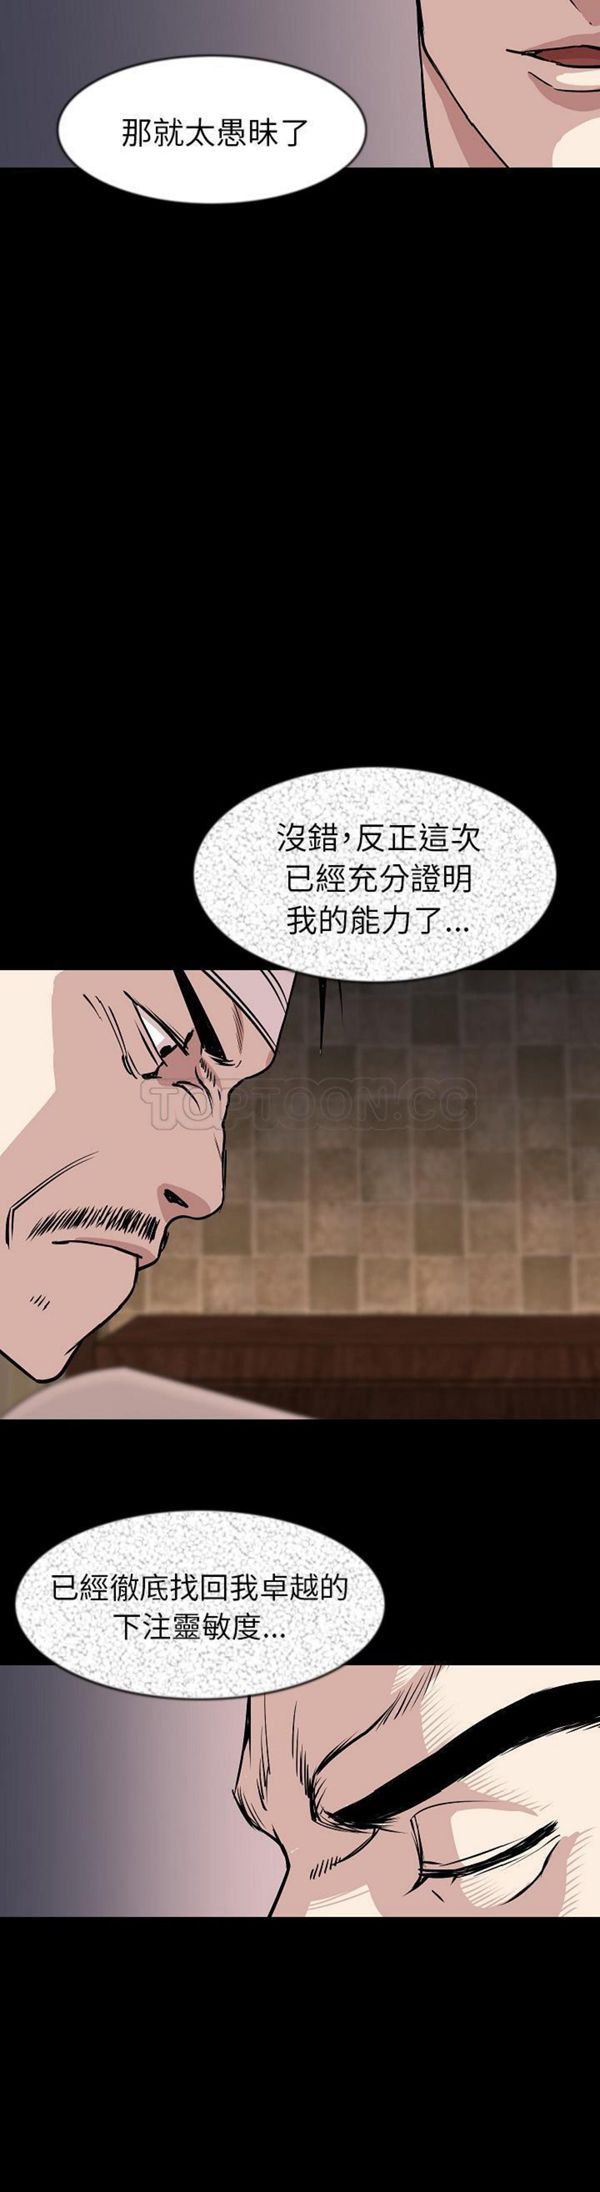 那就太愚昧了
沒錯,反正這次
已經充分證明
我的能力了...
TOPTOON.CC
已經徹底找回我卓越的
下注靈敏度...